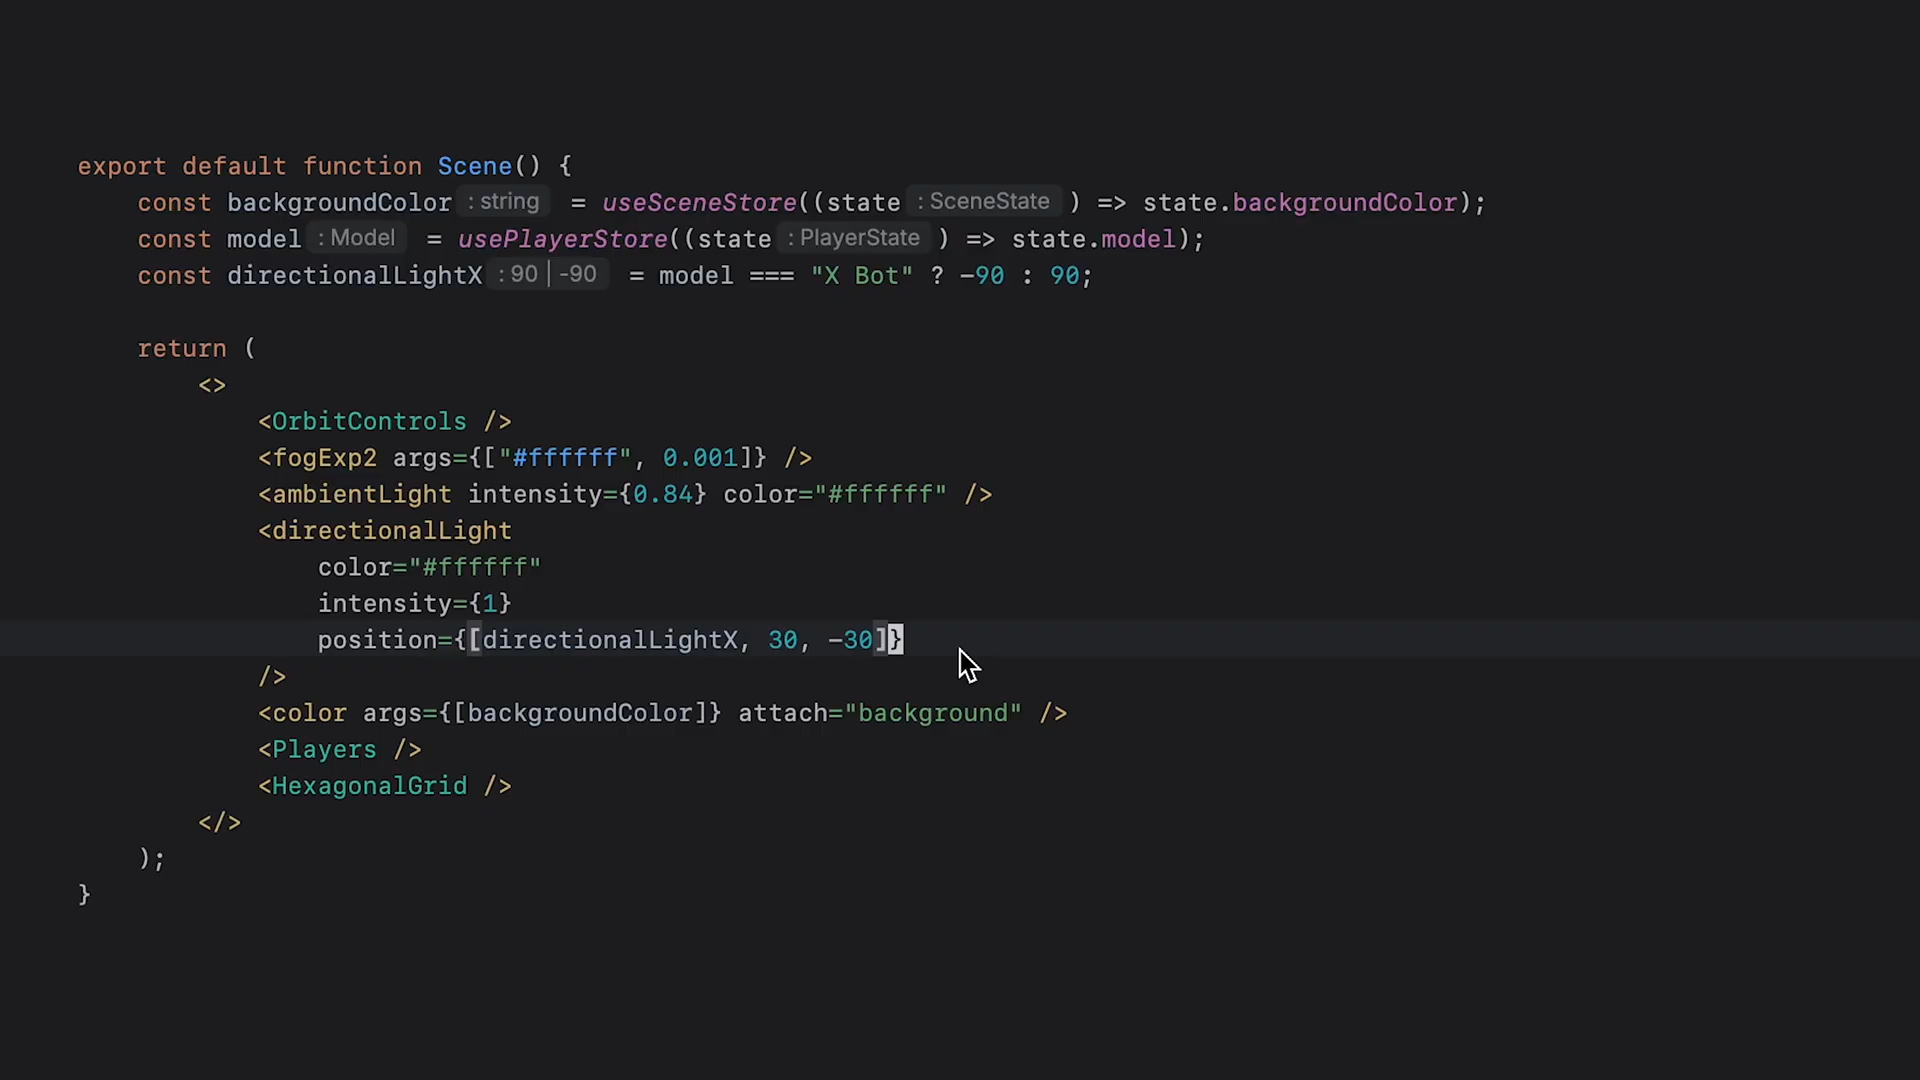 export default function Scene() {
    const backgroundColor : string = useSceneStore((state : SceneState ) => state.backgroundColor);
    const model : Model = usePlayerStore((state : PlayerState ) => state.model);
    const directionalLightX : 90 | -90 = model === "X Bot" ? -90 : 90;

    return (
        <>
            <OrbitControls />
            <fogExp2 args={["#ffffff", 0.001]} />
            <ambientLight intensity={0.84} color="#ffffff" />
            <directionalLight
                color="#ffffff"
                intensity={1}
                position={[directionalLightX, 30, -30]}
            />
            <color args={[backgroundColor]} attach="background" />
            <Players />
            <HexagonalGrid />
        </>
    );
}